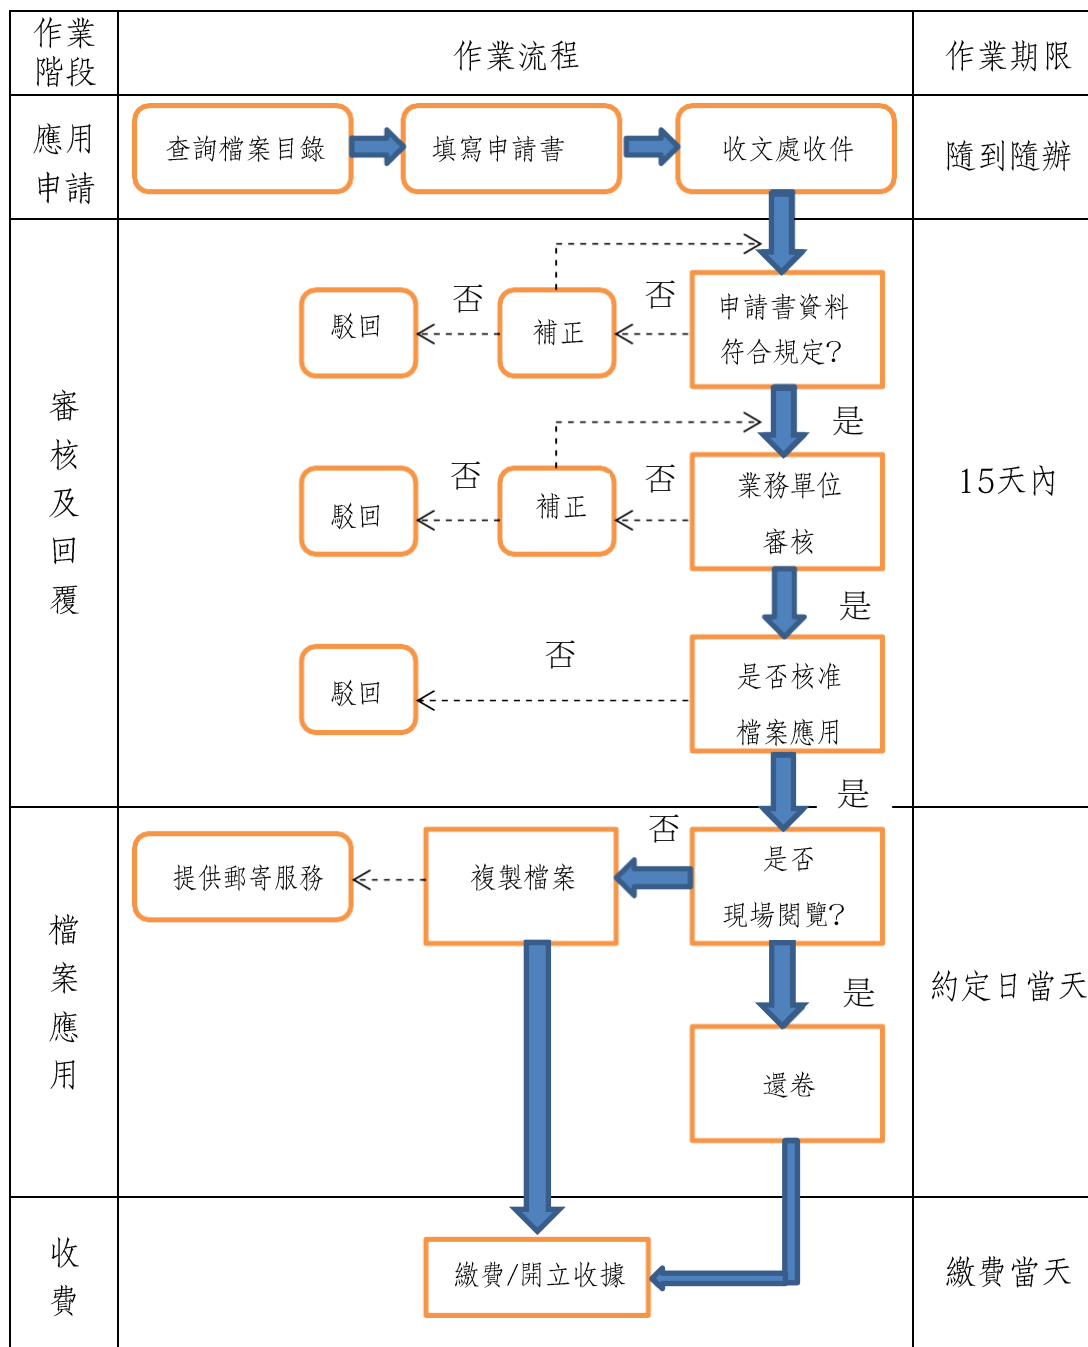 作業
階段
作業流程
作業期限
應用
申請
查詢檔案目錄
填寫申請書
收文處收件
隨到隨辦
審
核
及
回
覆
駁回
否
補正
否
申請書資料
符合規定?
是
駁回
否
補正
否
業務單位
審核
是
15天內
駁回
否
是否核准
檔案應用
是
檔
案
應
用
提供郵寄服務
複製檔案
否
是否
現場閱覽?
是
還卷
約定日當天
收
費
繳費/開立收據
繳費當天